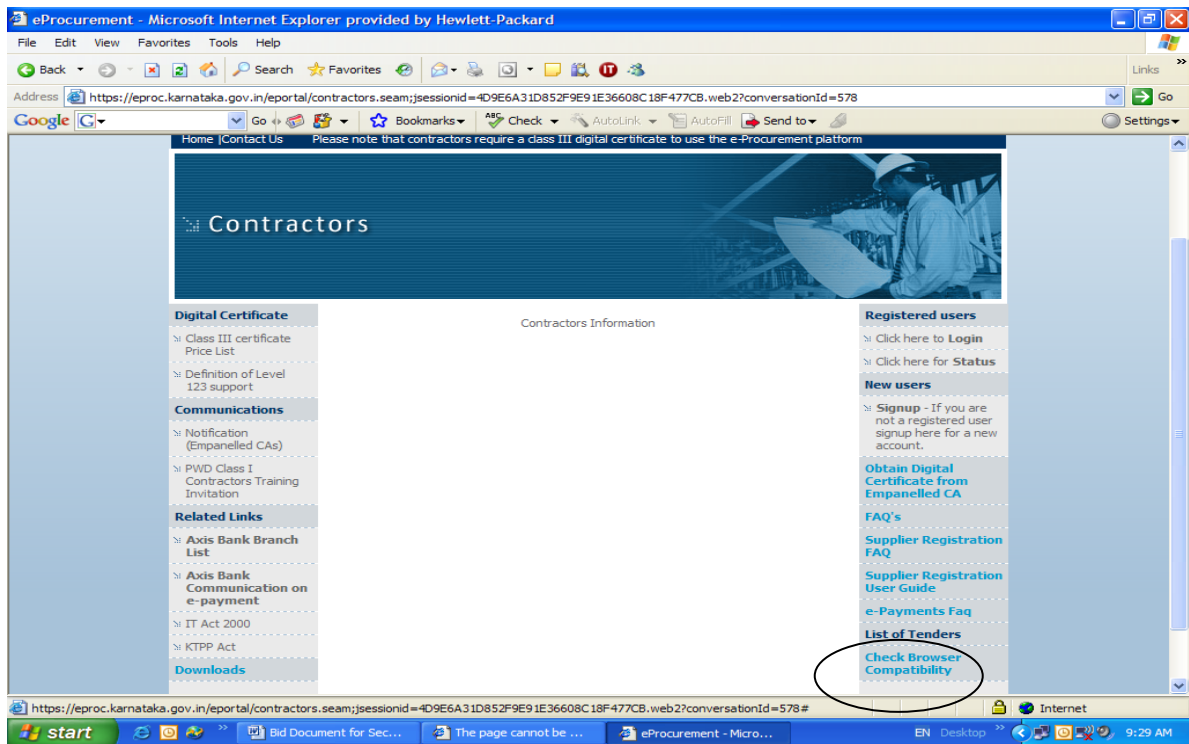 eProcurement - Microsoft Internet Explorer provided by Hewlett-Packard
File Edit View Favorites Tools Help
Back Search Favorites Links
Address https://eproc.karnataka.gov.in/eportal/contractors.seam;jsessionid=4D9E6A31D852F9E91E36608C18F477CB.web2?conversationId=578 Go
Google G Go Bookmarks ABC Check AutoLink AutoFill Send to Settings
Home |Contact Us Please note that contractors require a class III digital certificate to use the e-Procurement platform
Contractors
Digital Certificate
Class III certificate
Price List
Definition of Level
123 support
Communications
Notification
(Empanelled CAs)
PWD Class I
Contractors Training
Invitation
Related Links
Axis Bank Branch
List
Axis Bank
Communication on
e-payment
IT Act 2000
KTPP Act
Downloads
Contractors Information
Registered users
Click here to Login
Click here for Status
New users
Signup - If you are
not a registered user
signup here for a new
account.
Obtain Digital
Certificate from
Empanelled CA
FAQ's
Supplier Registration
FAQ
Supplier Registration
User Guide
e-Payments Faq
List of Tenders
Check Browser
Compatibility
https://eproc.karnataka.gov.in/eportal/contractors.seam;jsessionid=4D9E6A31D852F9E91E36608C18F477CB.web2?conversationId=578# Internet
start Bid Document for Sec... The page cannot be ... eProcurement - Micro... EN Desktop 9:29 AM